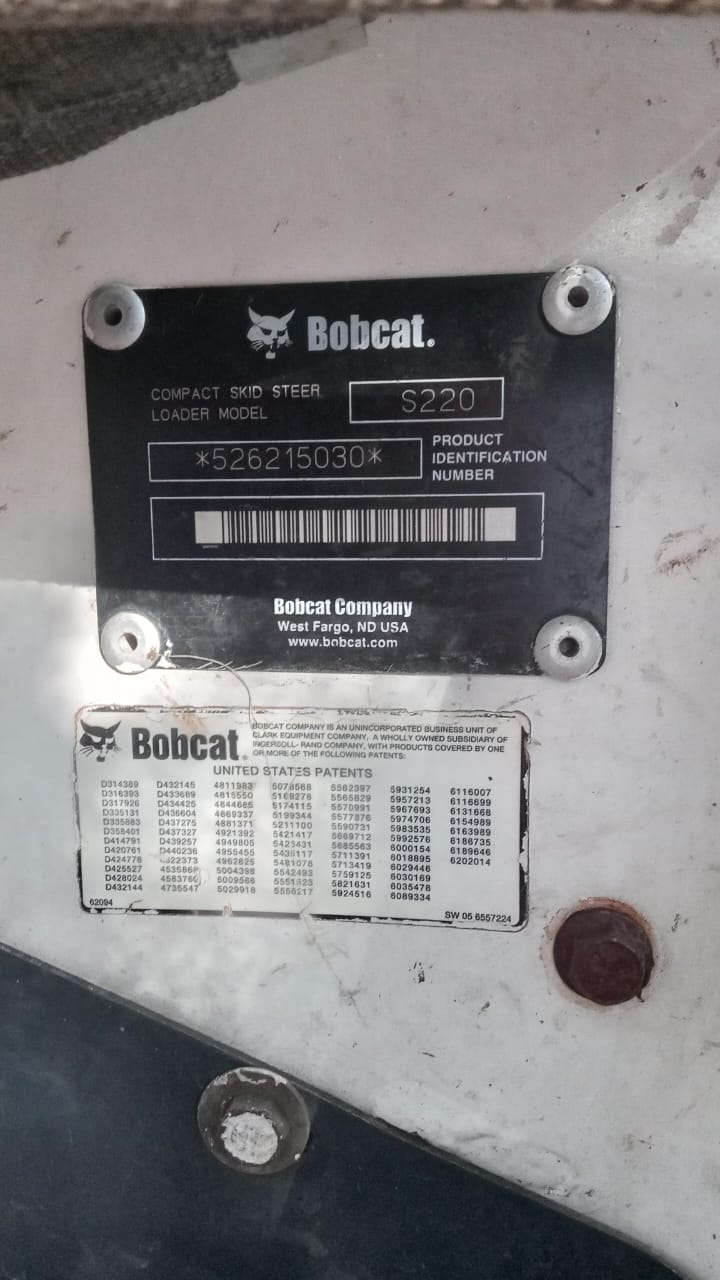 Bobcat.
COMPACT SKID STEER
LOADER MODEL
S220
*526215030*
PRODUCT
IDENTIFICATION
NUMBER
Bobcat Company
West Fargo, ND USA
www.bobcat.com
Bobcat.
BOBCAT COMPANY IS AN UNINCORPORATED BUSINESS UNIT OF
CLARK EQUIPMENT COMPANY, A WHOLLY OWNED SUBSIDIARY OF
INGERSOLL-RAND COMPANY, WITH PRODUCTS COVERED BY ONE
OR MORE OF THE FOLLOWING PATENTS:
UNITED STATES PATENTS
D314389 D432145 4811983 5078568 5562397 5931254 6116007
D316393 D433689 4815550 5169278 5565829 5957213 6116699
D317926 D434425 4844685 5174115 5570991 5967693 6131668
D335131 D436604 4869337 5199344 5577876 5974706 6154989
D335883 D437275 4881371 5211100 5590731 5983535 6163989
D358401 D437327 4921392 5421417 5669712 5992576 6186735
D414791 D439257 4949805 5425431 5685563 6000154 6189646
D420761 D440236 4955455 5711391 6018895 6202014
D424776 4962825 5481078 5713419 6029446
D425527 5004398 5542493 5759125 6030169
D428024 5009566 5821631 6035478
D432144 4735547 5029918 5556217 5924516 6089334
62094
SW 05 6557224